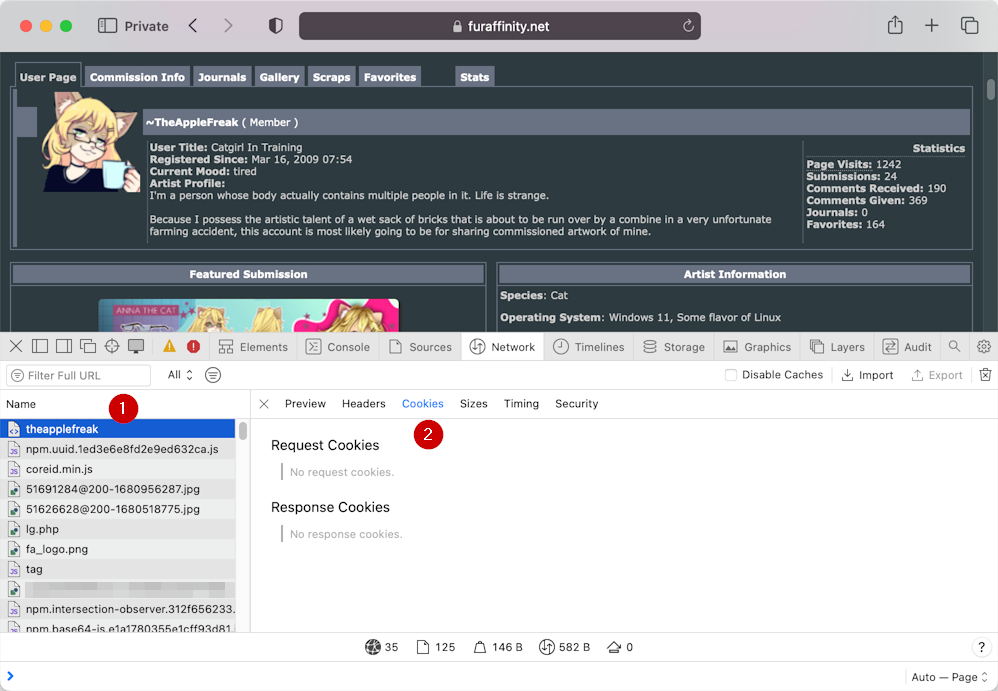 Private
furaffinity.net
User Page
Commission Info
Journals
Gallery
Scraps
Favorites
Stats
~TheAppleFreak ( Member )
User Title: Catgirl In Training
Registered Since: Mar 16, 2009 07:54
Current Mood: tired
Artist Profile:
I'm a person whose body actually contains multiple people in it. Life is strange.
Because I possess the artistic talent of a wet sack of bricks that is about to be run over by a combine in a very unfortunate
farming accident, this account is most likely going to be for sharing commissioned artwork of mine.
Statistics
Page Visits: 1242
Submissions: 24
Comments Received: 190
Comments Given: 369
Journals: 0
Favorites: 164
Featured Submission
ANNA THE CAT
Artist Information
Species: Cat
Operating System: Windows 11, Some flavor of Linux
Elements
Console
Sources
Network
Timelines
Storage
Graphics
Layers
Audit
Filter Full URL
All
Disable Caches
Import
Export
Name
1
Preview
Headers
Cookies
Sizes
Timing
Security
2
theapplefreak
npm.uuid.1ed3e6e8fd2e9ed632ca.js
coreid.min.js
51691284@200-1680956287.jpg
51626628@200-1680518775.jpg
lg.php
fa_logo.png
tag
npm.intersection-observer.312f656233.
npm.base64-js.e1a1780355e1cff93d81.
Request Cookies
No request cookies.
Response Cookies
No response cookies.
35
125
146 B
582 B
0
?
Auto — Page